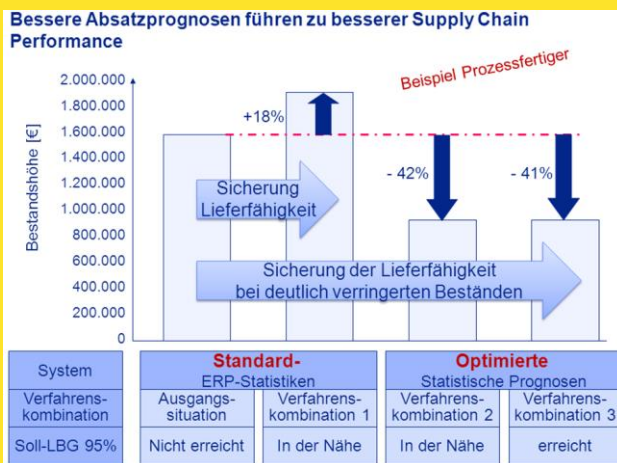 Bessere Absatzprognosen führen zu besserer Supply Chain
Performance
Beispiel Prozessfertiger
Bestandshöhe [€]
2.000.000
1.800.000
1.600.000
1.400.000
1.200.000
1.000.000
800.000
600.000
400.000
200.000
0
+18%
- 42%
- 41%
Sicherung
Lieferfähigkeit
Sicherung der Lieferfähigkeit
bei deutlich verringerten Beständen
System
Standard-
ERP-Statistiken
Optimierte
Statistische Prognosen
Verfahrens-
kombination
Ausgangs-
situation
Verfahrens-
kombination 1
Verfahrens-
kombination 2
Verfahrens-
kombination 3
Soll-LBG 95%
Nicht erreicht
In der Nähe
In der Nähe
erreicht